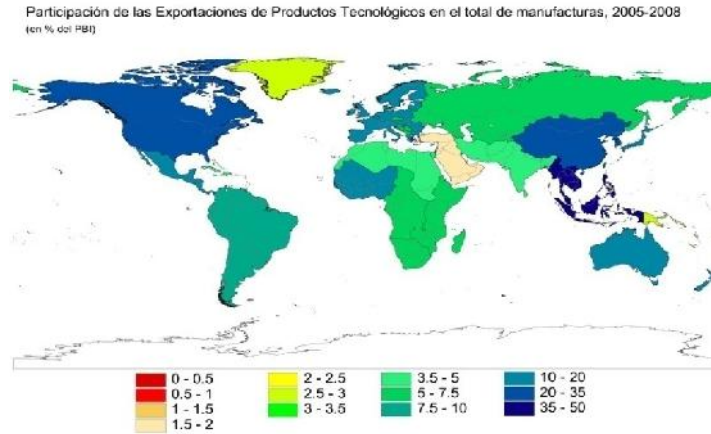 Participación de las Exportaciones de Productos Tecnológicos en el total de manufacturas, 2005-2008
(en % del PBI)
0 - 0.5
0.5 - 1
1 - 1.5
1.5 - 2
2 - 2.5
2.5 - 3
3 - 3.5
3.5 - 5
5 - 7.5
7.5 - 10
10 - 20
20 - 35
35 - 50